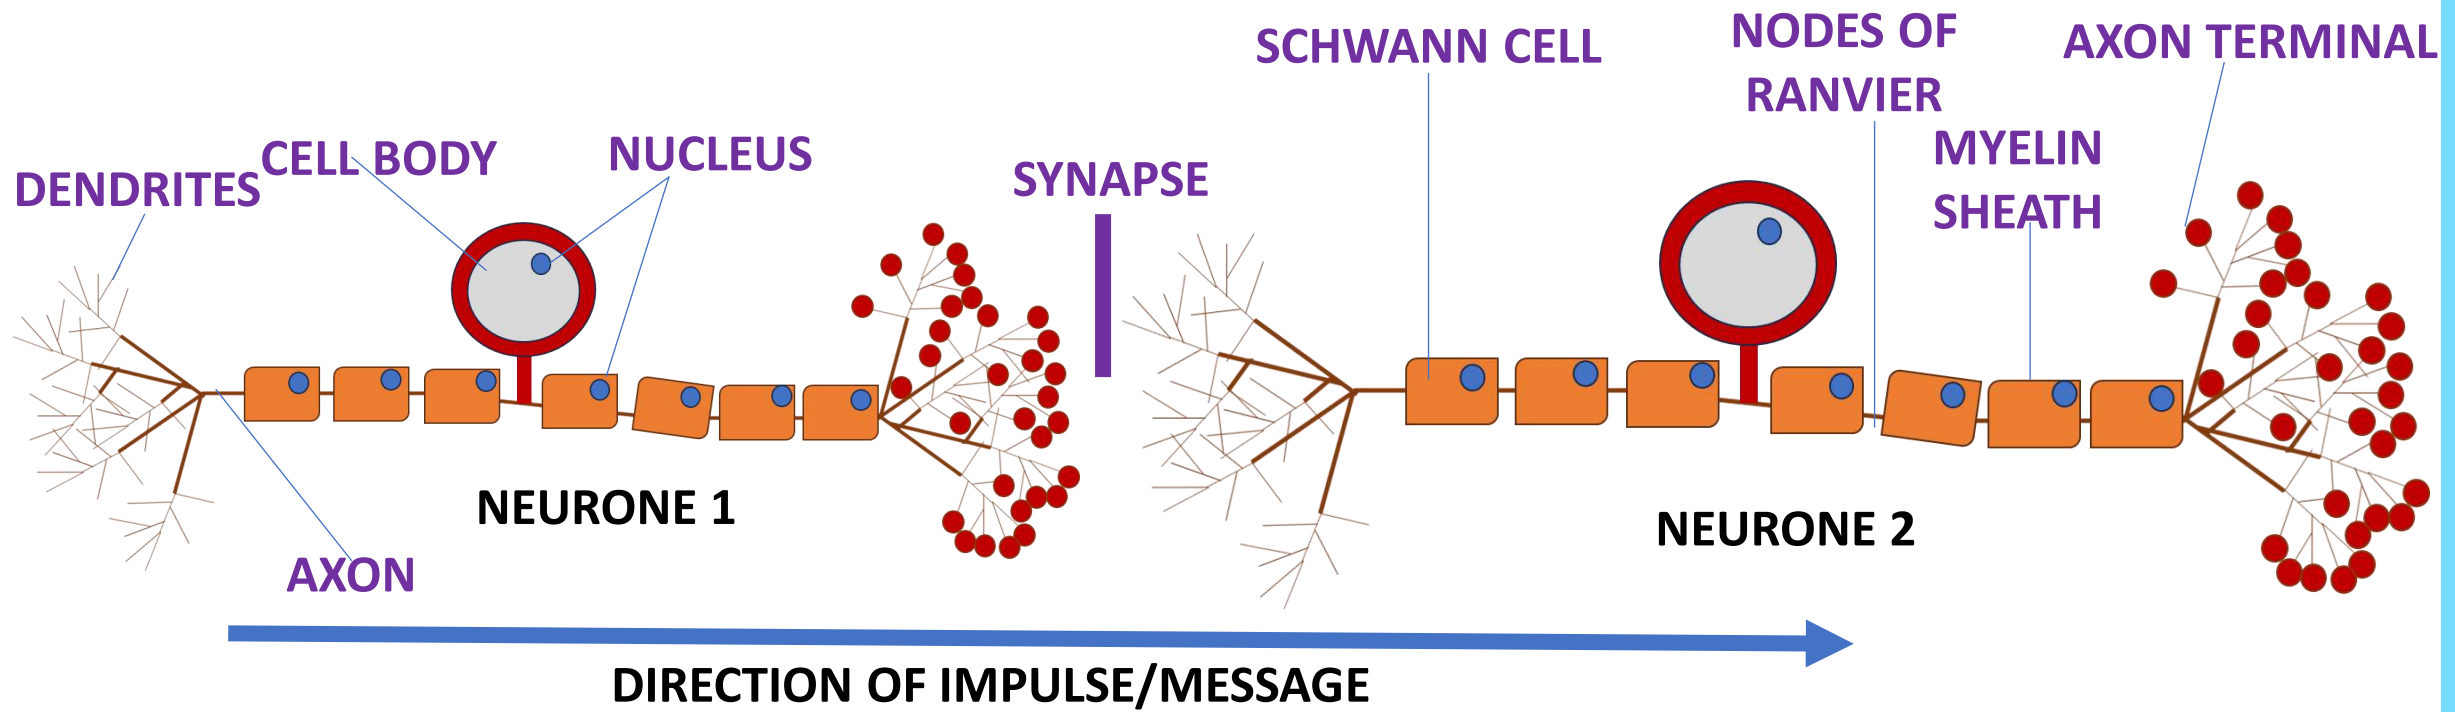 SCHWANN CELL
NODES OF
RANVIER
AXON TERMINAL
MYELIN
SHEATH
CELL BODY
NUCLEUS
SYNAPSE
DENDRITES
NEURONE 1
NEURONE 2
AXON
DIRECTION OF IMPULSE/MESSAGE